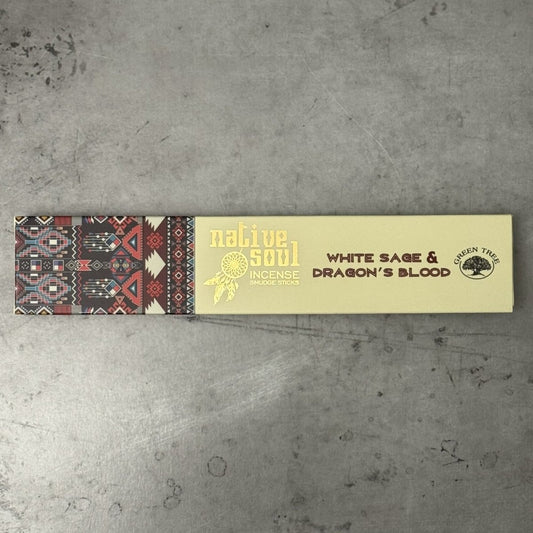 native
soul
INCENSE
SMUDGE STICKS
WHITE SAGE &
DRAGON'S BLOOD
GREEN TREE